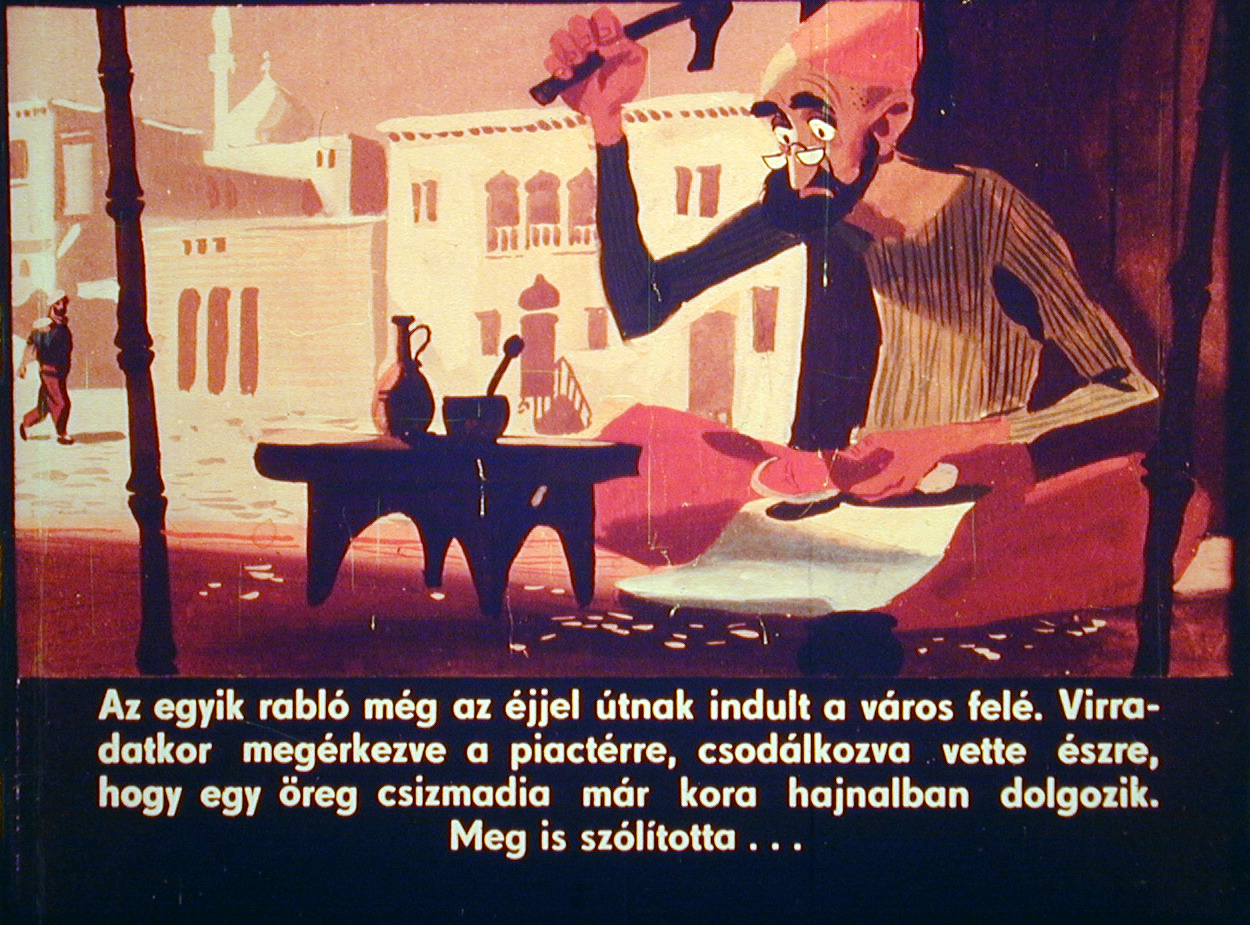 Az egyik rabló még az éjjel útnak indult a város felé. Virra-
datkor megérkezve a piactérre, csodálkozva vette észre,
hogy egy öreg csizmadia már kora hajnalban dolgozik.
Meg is szólította . . .